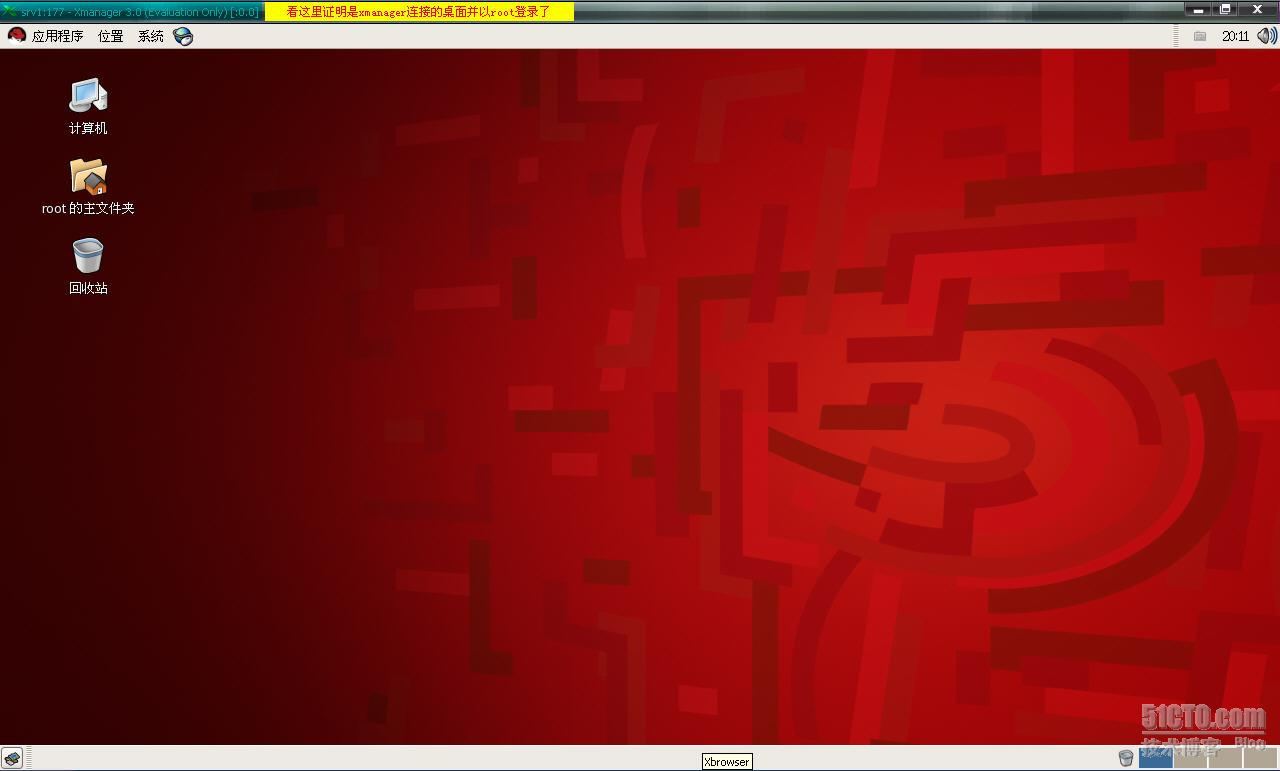 srv1:177 - Xmanager 3.0 (Evaluation Only) [:0.0]
看这里证明是xmanager连接的桌面并以root登录了
应用程序 位置 系统
20:11
计算机
root 的主文件夹
回收站
51CTO.com
技术博客 Blog
Xbrowser